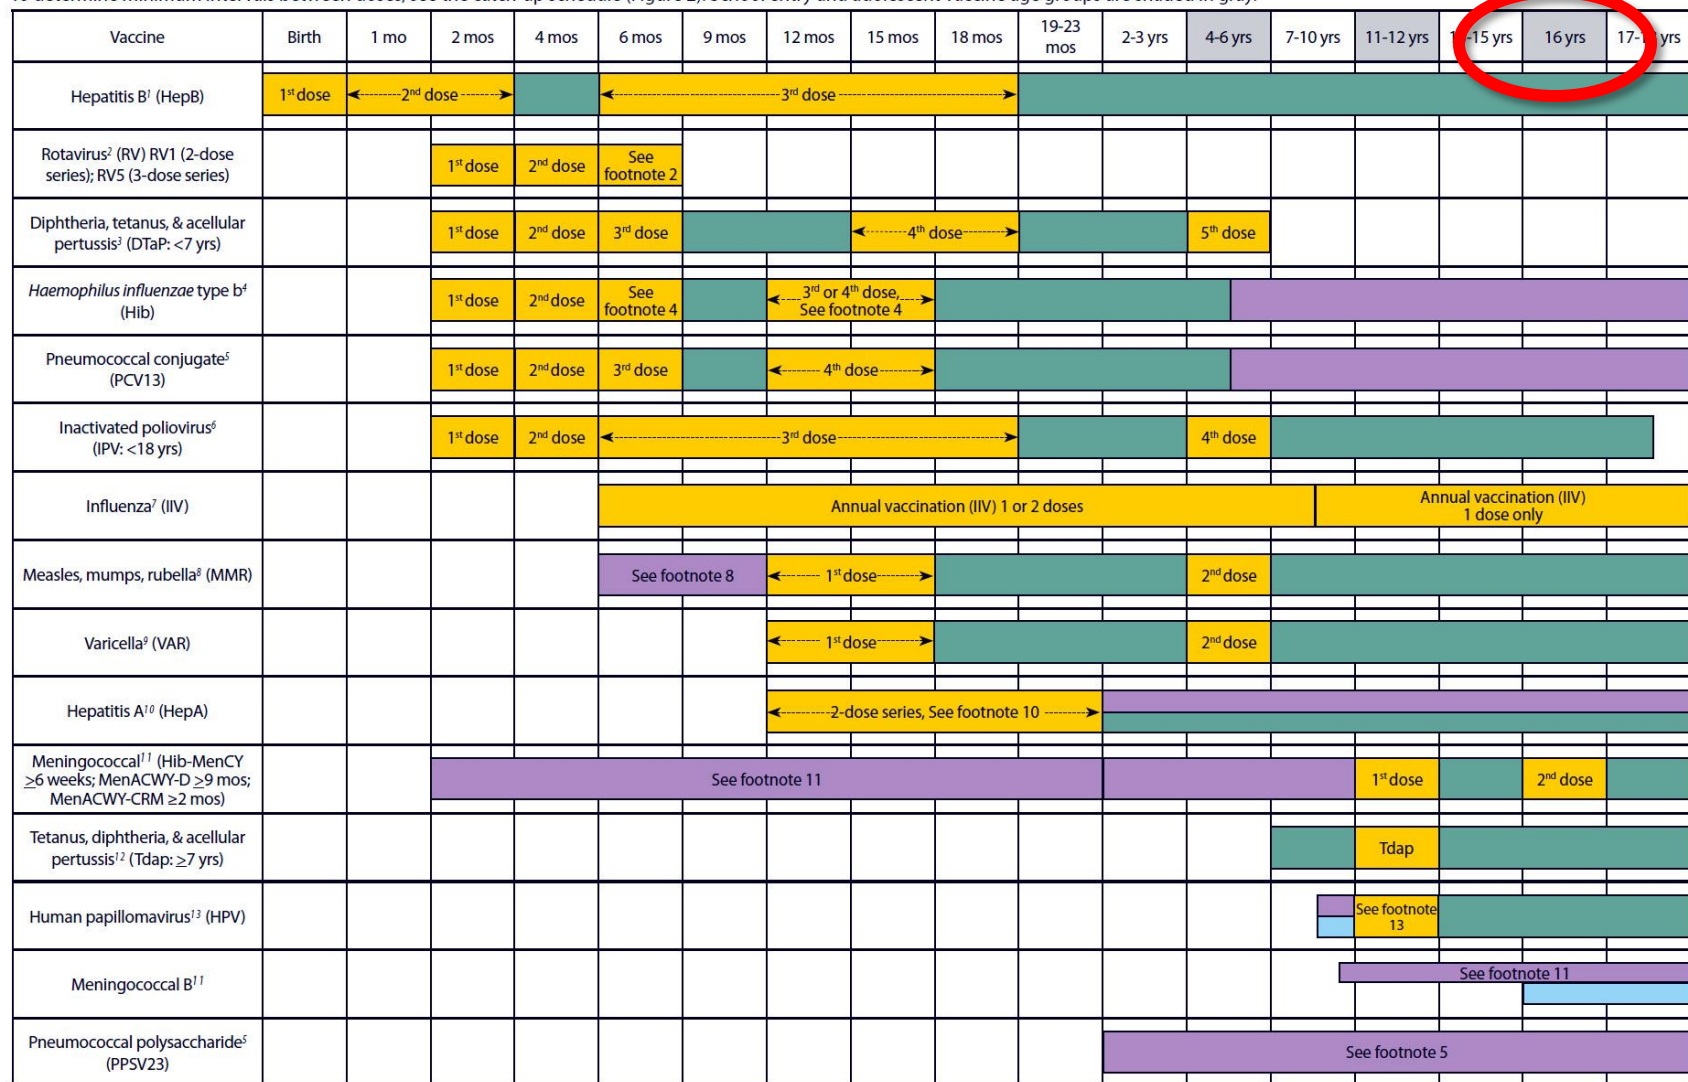 Vaccine Birth 1 mo 2 mos 4 mos 6 mos 9 mos 12 mos 15 mos 18 mos 19-23 mos 2-3 yrs 4-6 yrs 7-10 yrs 11-12 yrs 15 yrs 16 yrs yrs
Hepatitis B¹ (HepB) 1st dose 2nd dose 3rd dose
Rotavirus² (RV) RV1 (2-dose
series); RV5 (3-dose series)
1st dose 2nd dose See
footnote 2
Diphtheria, tetanus, & acellular
pertussis³ (DTaP: <7 yrs)
1st dose 2nd dose 3rd dose 4th dose 5th dose
Haemophilus influenzae type b⁴
(Hib)
1st dose 2nd dose See
footnote 4
3rd or 4th dose,
See footnote 4
Pneumococcal conjugate⁵
(PCV13)
1st dose 2nd dose 3rd dose 4th dose
Inactivated poliovirus⁶
(IPV: <18 yrs)
1st dose 2nd dose 3rd dose 4th dose
Influenza⁷ (IIV) Annual vaccination (IIV) 1 or 2 doses
Annual vaccination (IIV)
1 dose only
Measles, mumps, rubella⁸ (MMR) See footnote 8 1st dose 2nd dose
Varicella⁹ (VAR) 1st dose 2nd dose
Hepatitis A¹⁰ (HepA) 2-dose series, See footnote 10
Meningococcal¹¹ (Hib-MenCY
≥6 weeks; MenACWY-D ≥9 mos;
MenACWY-CRM ≥2 mos)
See footnote 11 1st dose 2nd dose
Tetanus, diphtheria, & acellular
pertussis¹² (Tdap: ≥7 yrs)
Tdap
Human papillomavirus¹³ (HPV) See footnote
13
Meningococcal B¹¹ See footnote 11
Pneumococcal polysaccharide⁵
(PPSV23)
See footnote 5